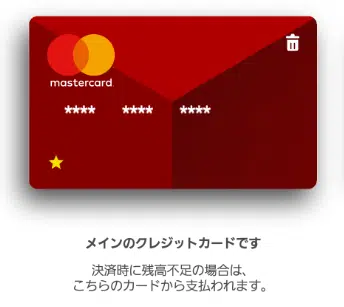 mastercard
**** **** ****
メインのクレジットカードです
決済時に残高不足の場合は、
こちらのカードから支払われます。